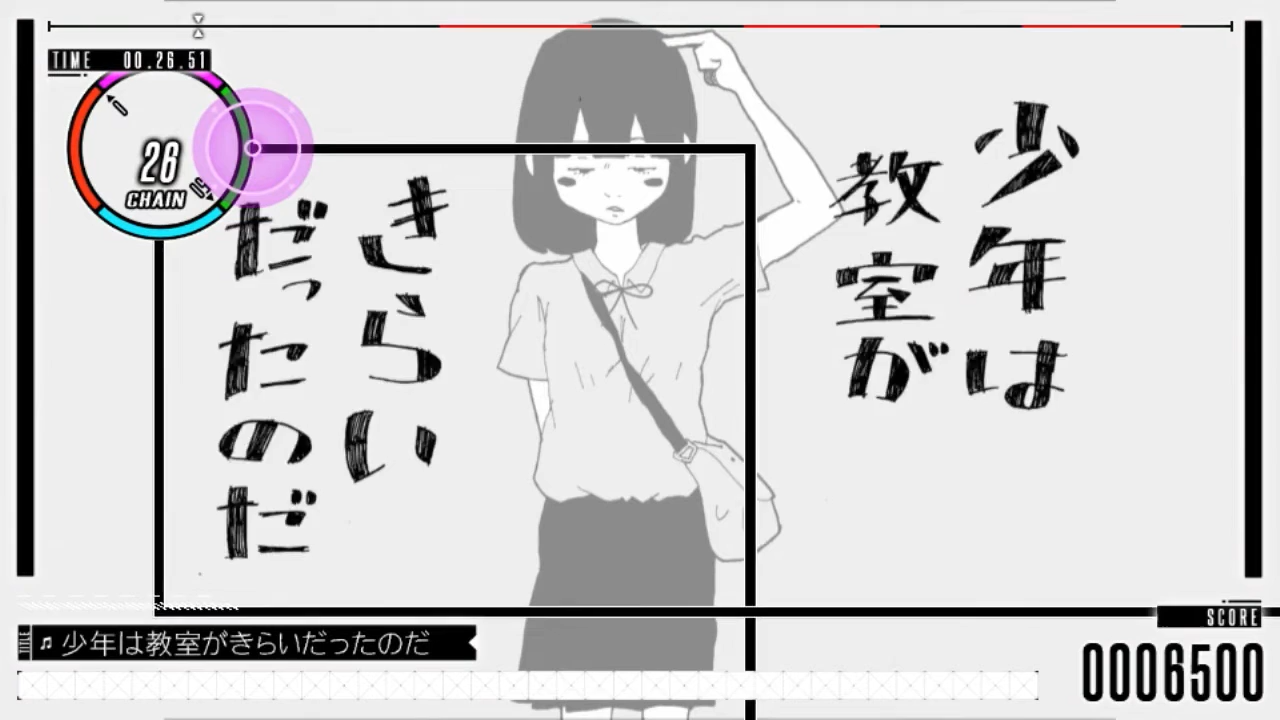 TIME 00.26.51
26
CHAIN
少年は
教室が
きらい
だったのだ
TITLE
♫ 少年は教室がきらいだったのだ
SCORE
0006500